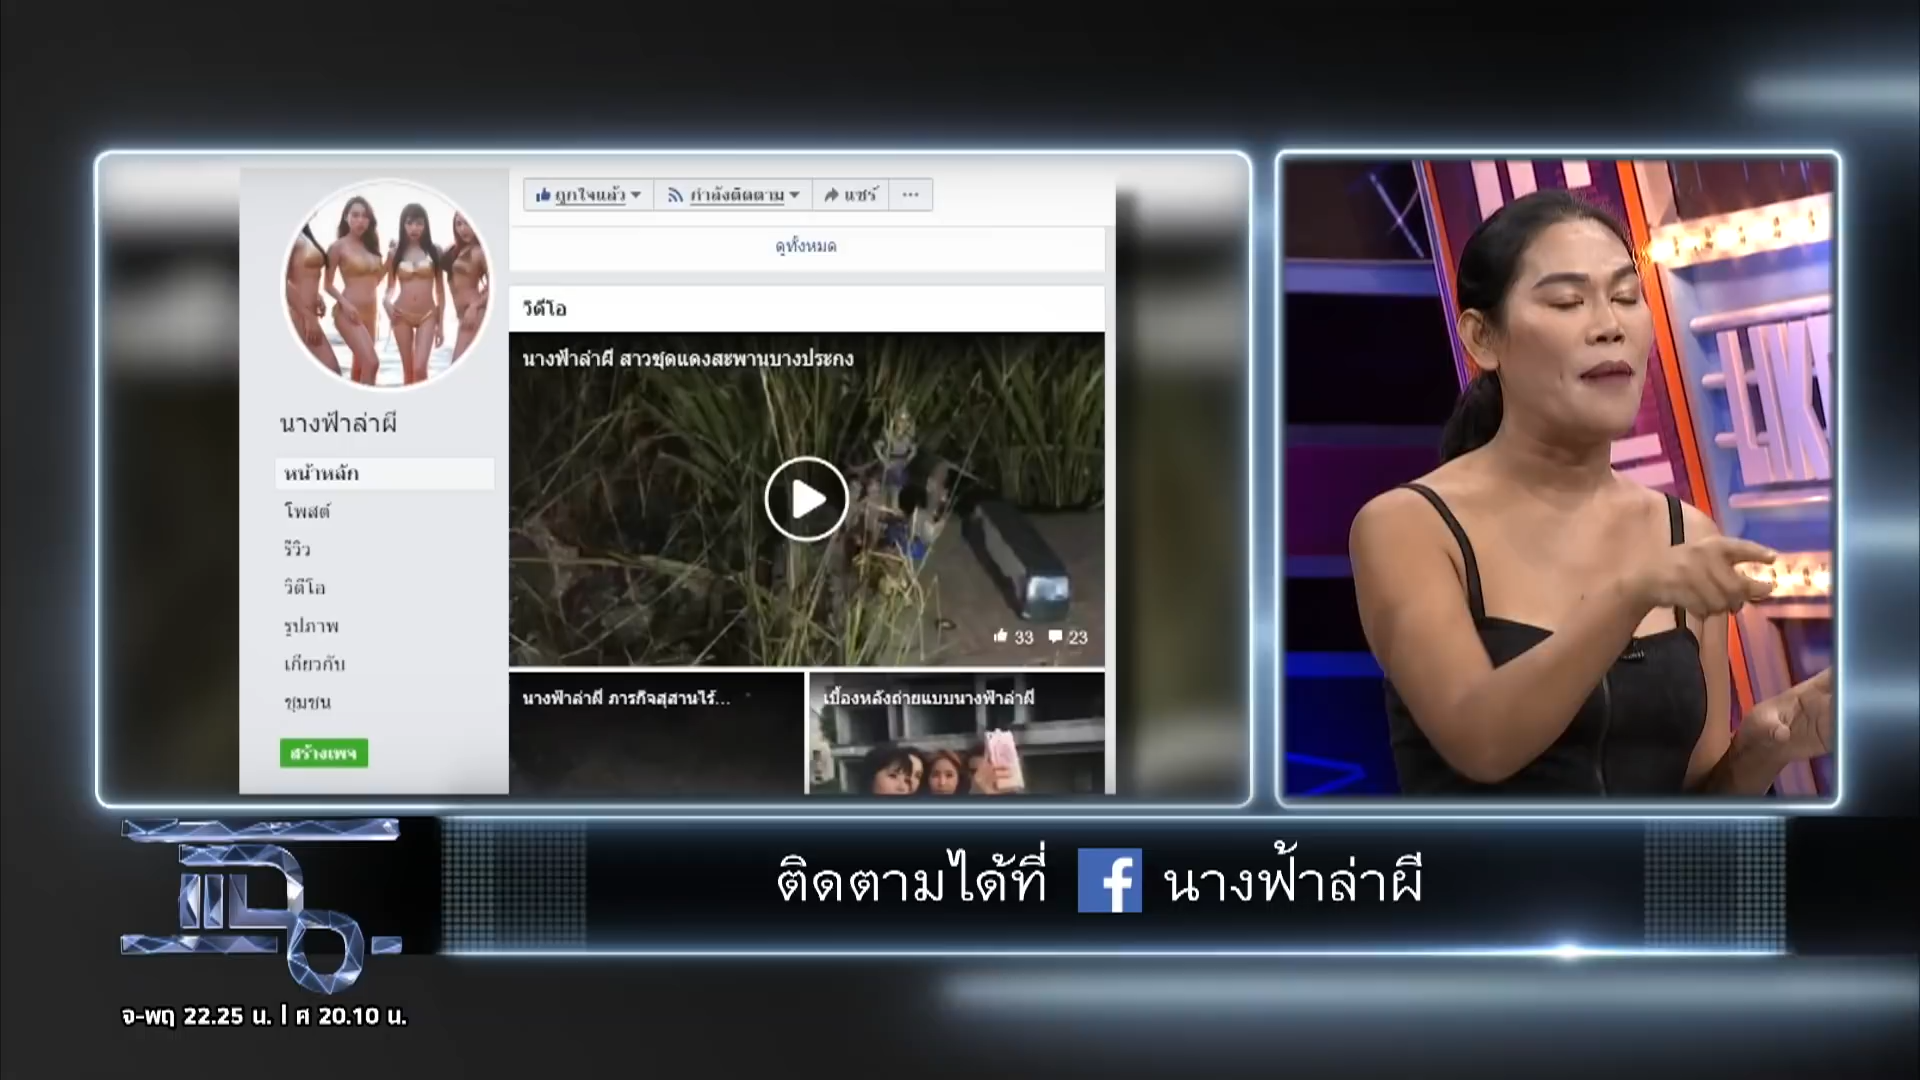 ถูกใจแล้ว
กำลังติดตาม
แชร์
ดูทั้งหมด
วิดีโอ
นางฟ้าล่าผี สาวชุดแดงสะพานบางประกง
33 23
นางฟ้าล่าผี
หน้าหลัก
โพสต์
รีวิว
วิดีโอ
รูปภาพ
เกี่ยวกับ
ชุมชน
สร้างเพจ
นางฟ้าล่าผี ภารกิจสุสานไร้...
เบื้องหลังถ่ายแบบนางฟ้าล่าผี
ติดตามได้ที่ f นางฟ้าล่าผี
จ-พฤ 22.25 น. | ศ 20.10 น.